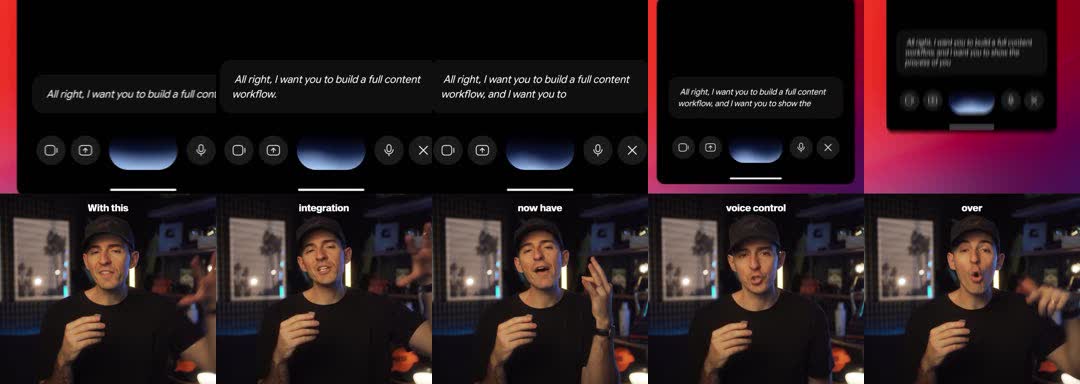 All right, I want you to build a full cont
All right, I want you to build a full content
workflow.
All right, I want you to build a full content
workflow, and I want you to
All right, I want you to build a full content
workflow, and I want you to show the
All right, I want you to build a full content
workflow, and I want you to show the
process of you
With this
integration
now have
voice control
over